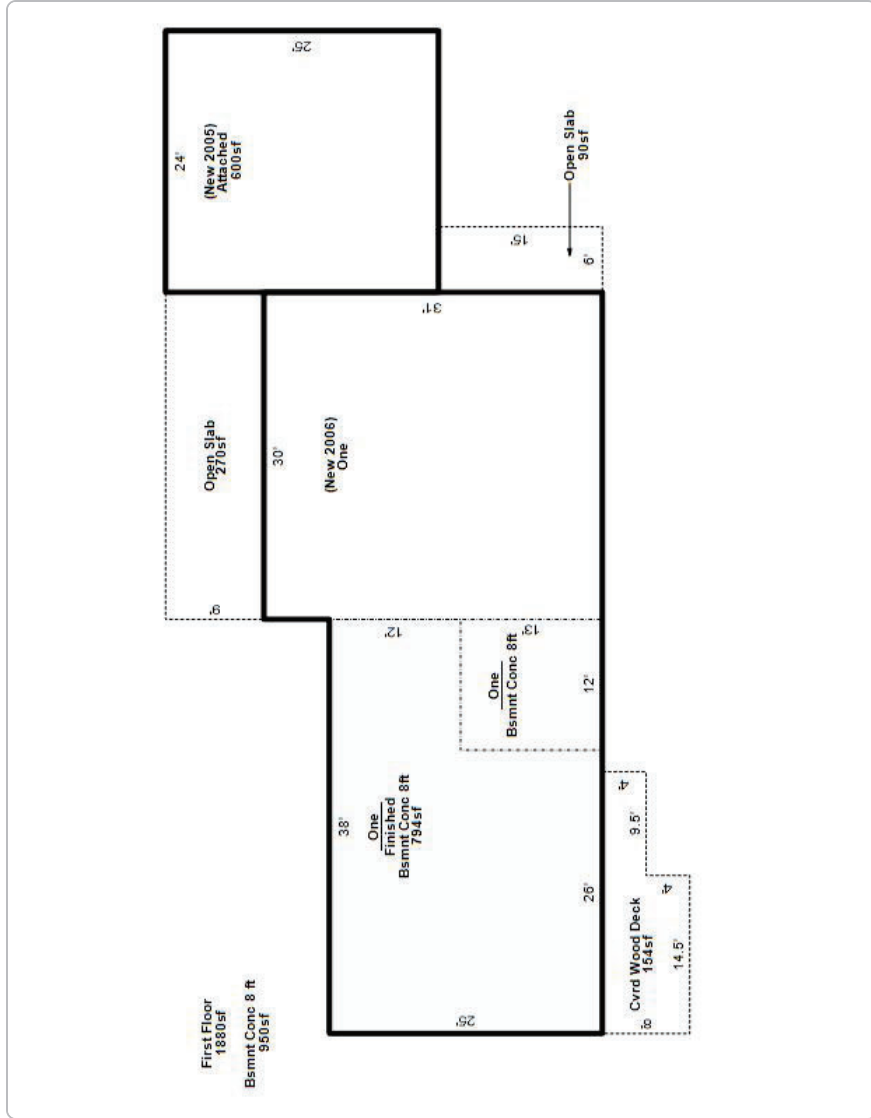 25'
24'
(New 2005)
Attached
600sf
Open Slab
90sf
15'
6'
31'
Open Slab
270sf
30'
(New 2006)
One
9'
12'
13'
One
Bsmnt Conc 8ft
12'
38'
One
Finished
Bsmnt Conc 8ft
794sf
4'
9.5'
26'
4'
Cvrd Wood Deck
154sf
14.5'
8'
25'
First Floor
1880sf
Bsmnt Conc 8 ft
950sf